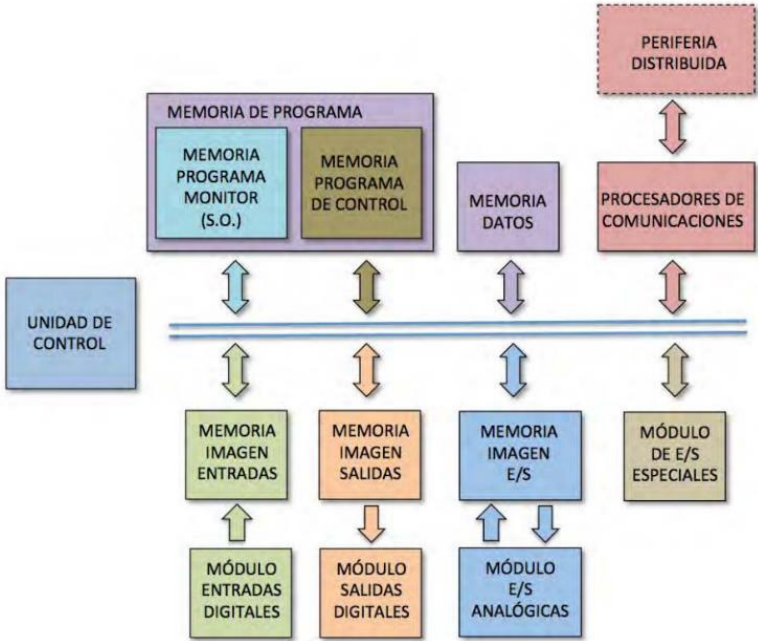 PERIFERIA
DISTRIBUIDA
MEMORIA DE PROGRAMA
MEMORIA
PROGRAMA
MONITOR
(S.O.)
MEMORIA
PROGRAMA
DE CONTROL
MEMORIA
DATOS
PROCESADORES DE
COMUNICACIONES
UNIDAD DE
CONTROL
MEMORIA
IMAGEN
ENTRADAS
MEMORIA
IMAGEN
SALIDAS
MEMORIA
IMAGEN
E/S
MÓDULO
DE E/S
ESPECIALES
MÓDULO
ENTRADAS
DIGITALES
MÓDULO
SALIDAS
DIGITALES
MÓDULO
E/S
ANALÓGICAS